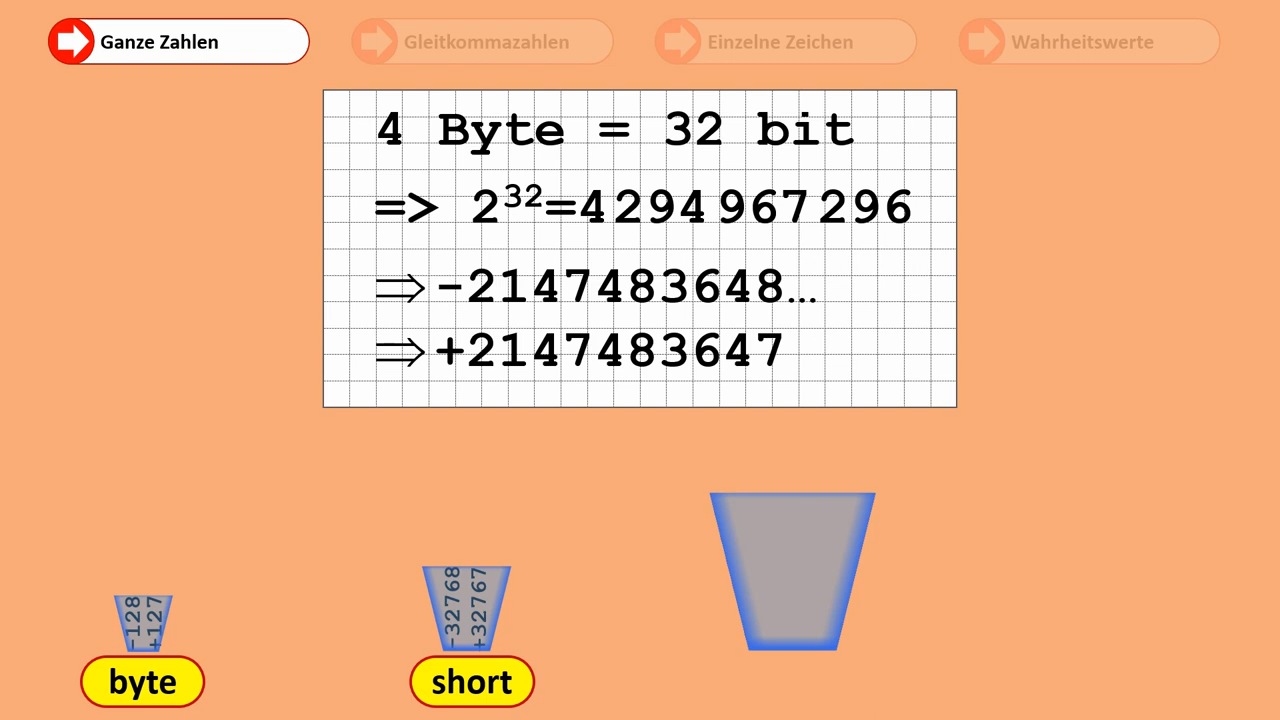 Ganze Zahlen
Gleitkommazahlen
Einzelne Zeichen
Wahrheitswerte
4 Byte = 32 bit
=> 2³²=4294967296
⇒-2147483648…
⇒+2147483647
-128
+127
-32768
+32767
byte
short